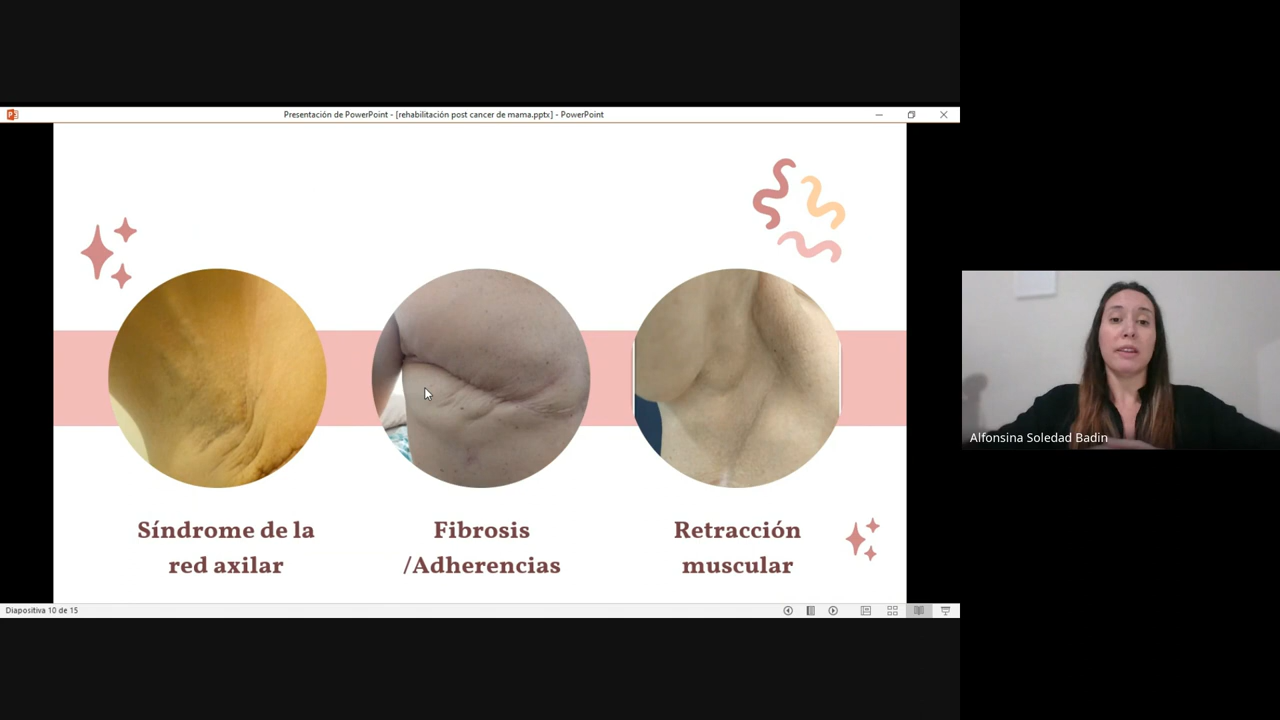 Presentación de PowerPoint - [rehabilitación post cancer de mama.pptx] - PowerPoint
Síndrome de la
red axilar
Fibrosis
/Adherencias
Retracción
muscular
Alfonsina Soledad Badin
Diapositiva 10 de 15